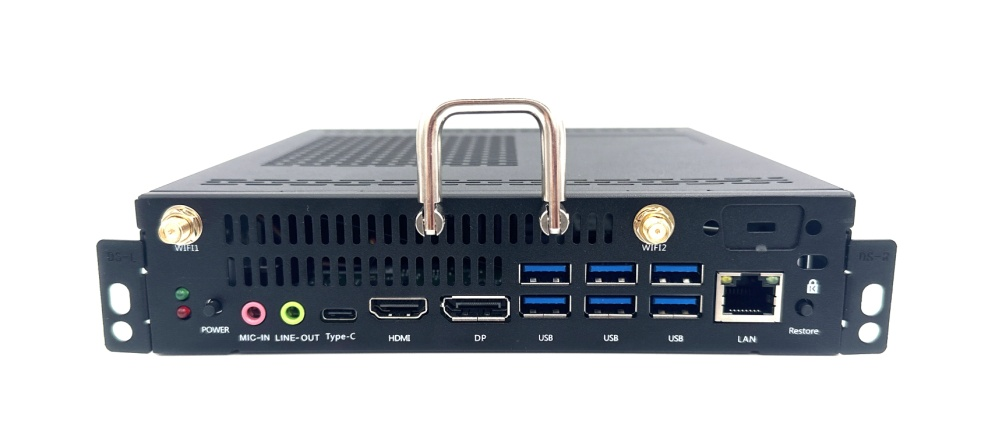 WIFI1
WIFI2
POWER
MIC-IN
LINE-OUT
Type-C
HDMI
DP
USB
USB
USB
LAN
Restore